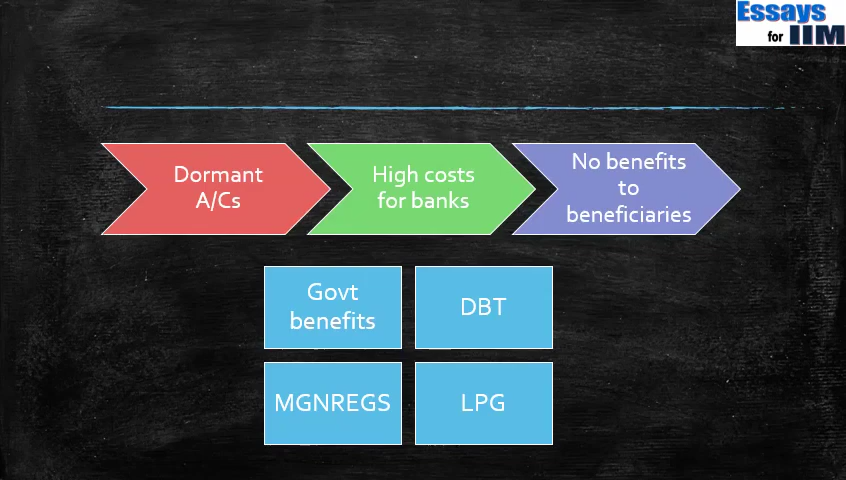 Essays
for IIM
Dormant
A/Cs
High costs
for banks
No benefits
to
beneficiaries
Govt
benefits
DBT
MGNREGS
LPG